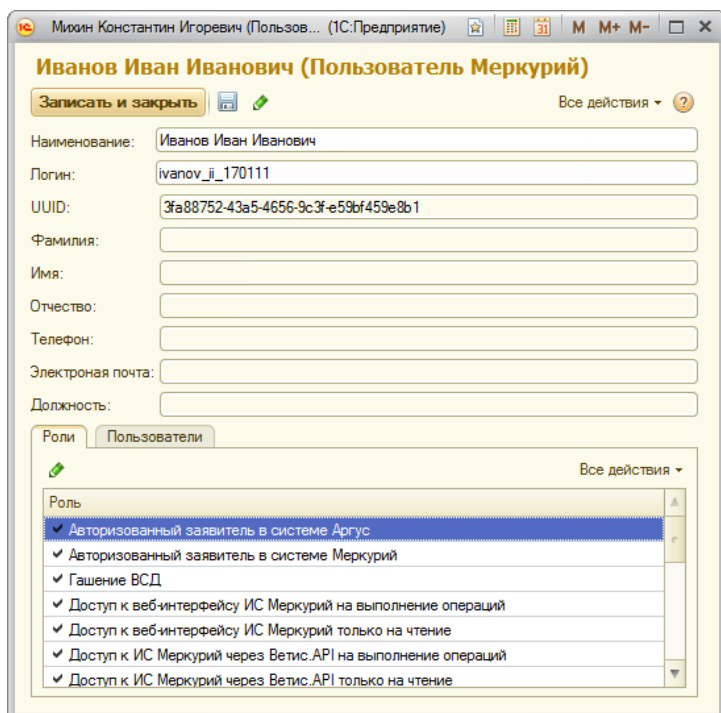 Михин Константин Игоревич (Пользов... (1С:Предприятие)
31 M M+ M-
Иванов Иван Иванович (Пользователь Меркурий)
Записать и закрыть Все действия ?
Наименование: Иванов Иван Иванович
Логин: ivanov_ii_170111
UUID: 3fa88752-43a5-4656-9c3f-e59bf459e8b1
Фамилия:
Имя:
Отчество:
Телефон:
Электроная почта:
Должность:
Роли Пользователи
Все действия
Роль
Авторизованный заявитель в системе Аргус
Авторизованный заявитель в системе Меркурий
Гашение ВСД
Доступ к веб-интерфейсу ИС Меркурий на выполнение операций
Доступ к веб-интерфейсу ИС Меркурий только на чтение
Доступ к ИС Меркурий через Ветис.API на выполнение операций
Доступ к ИС Меркурий через Ветис.API только на чтение